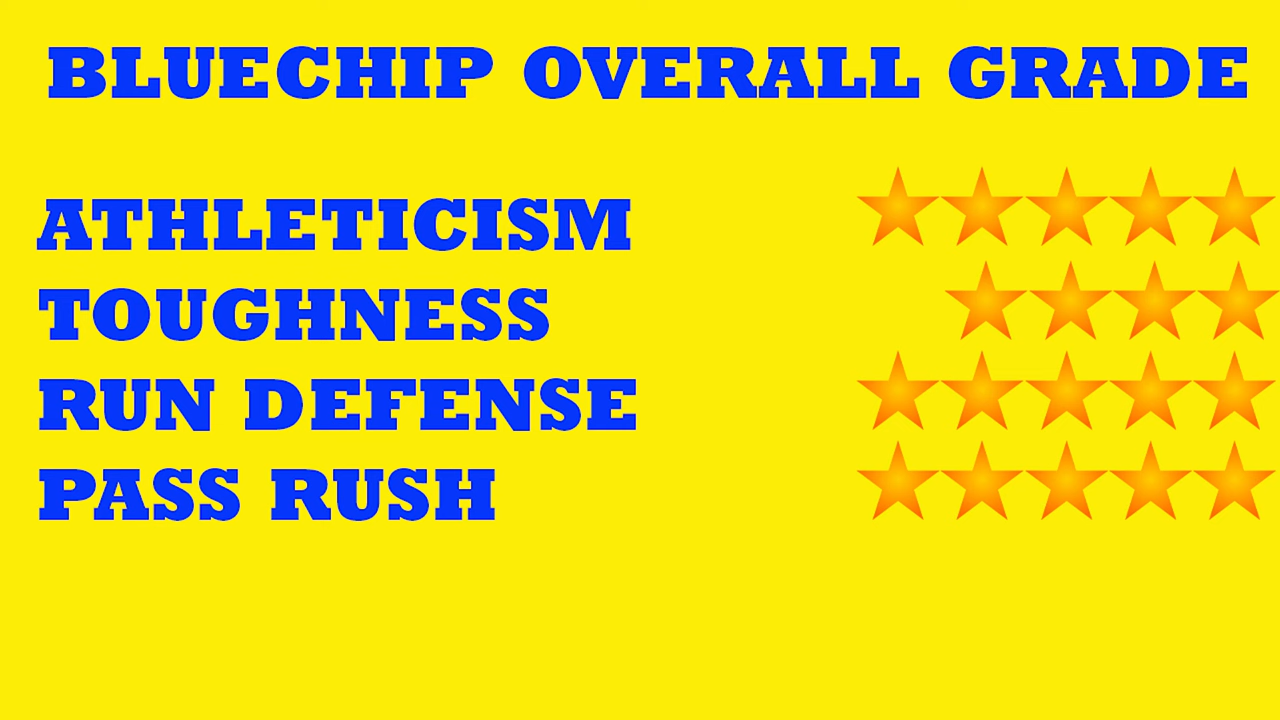 BLUECHIP OVERALL GRADE
ATHLETICISM
TOUGHNESS
RUN DEFENSE
PASS RUSH